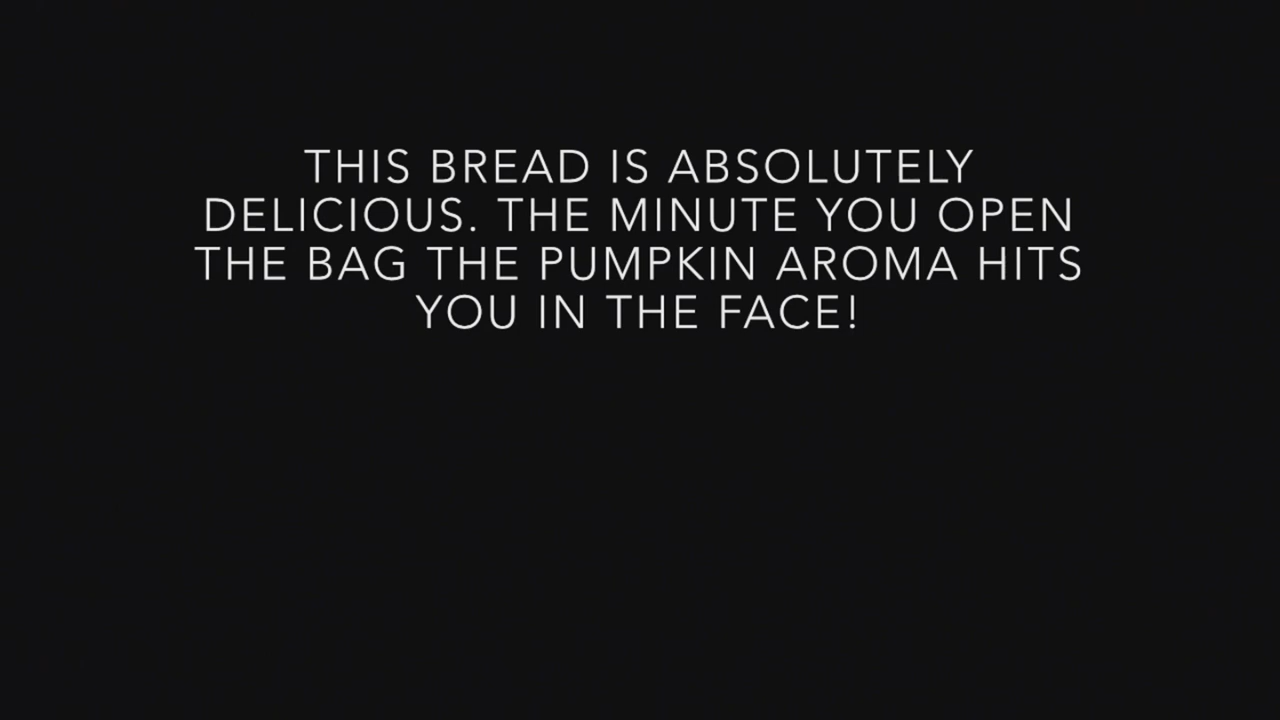 THIS BREAD IS ABSOLUTELY
DELICIOUS. THE MINUTE YOU OPEN
THE BAG THE PUMPKIN AROMA HITS
YOU IN THE FACE!